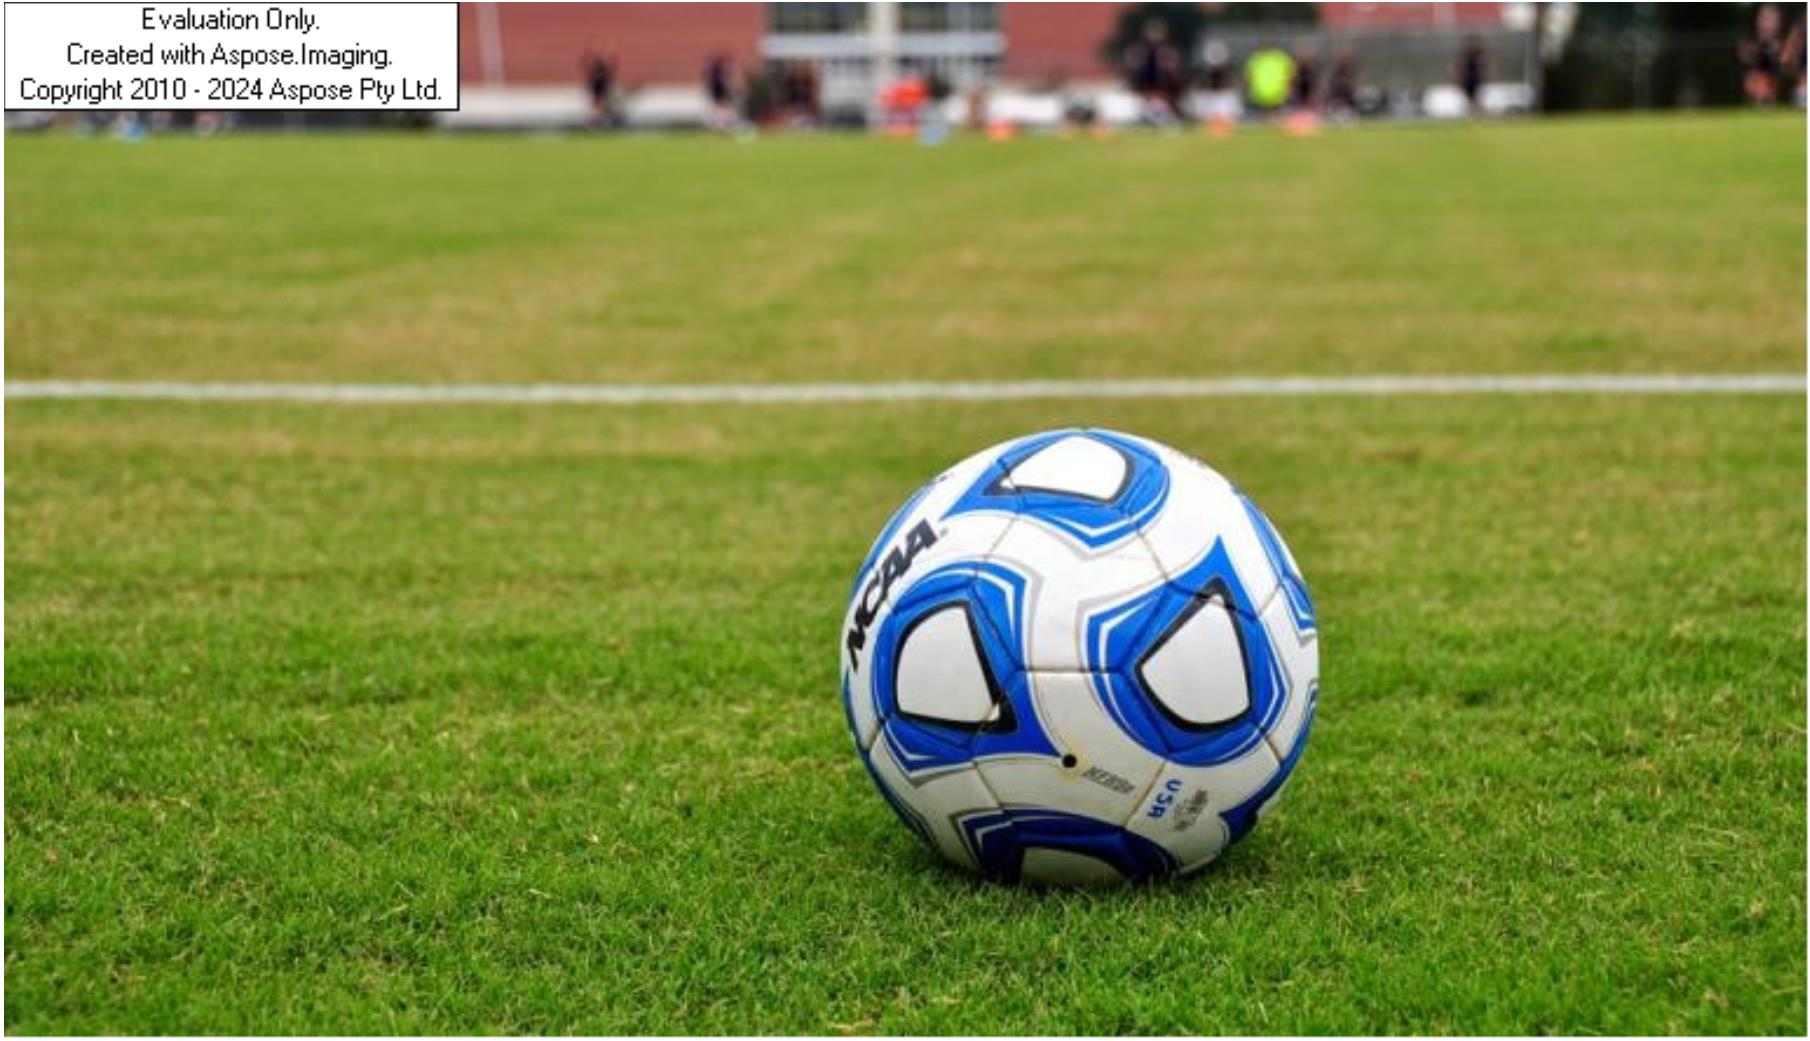 Evaluation Only.
Created with Aspose.Imaging.
Copyright 2010 - 2024 Aspose Pty Ltd.
NCAA
USA